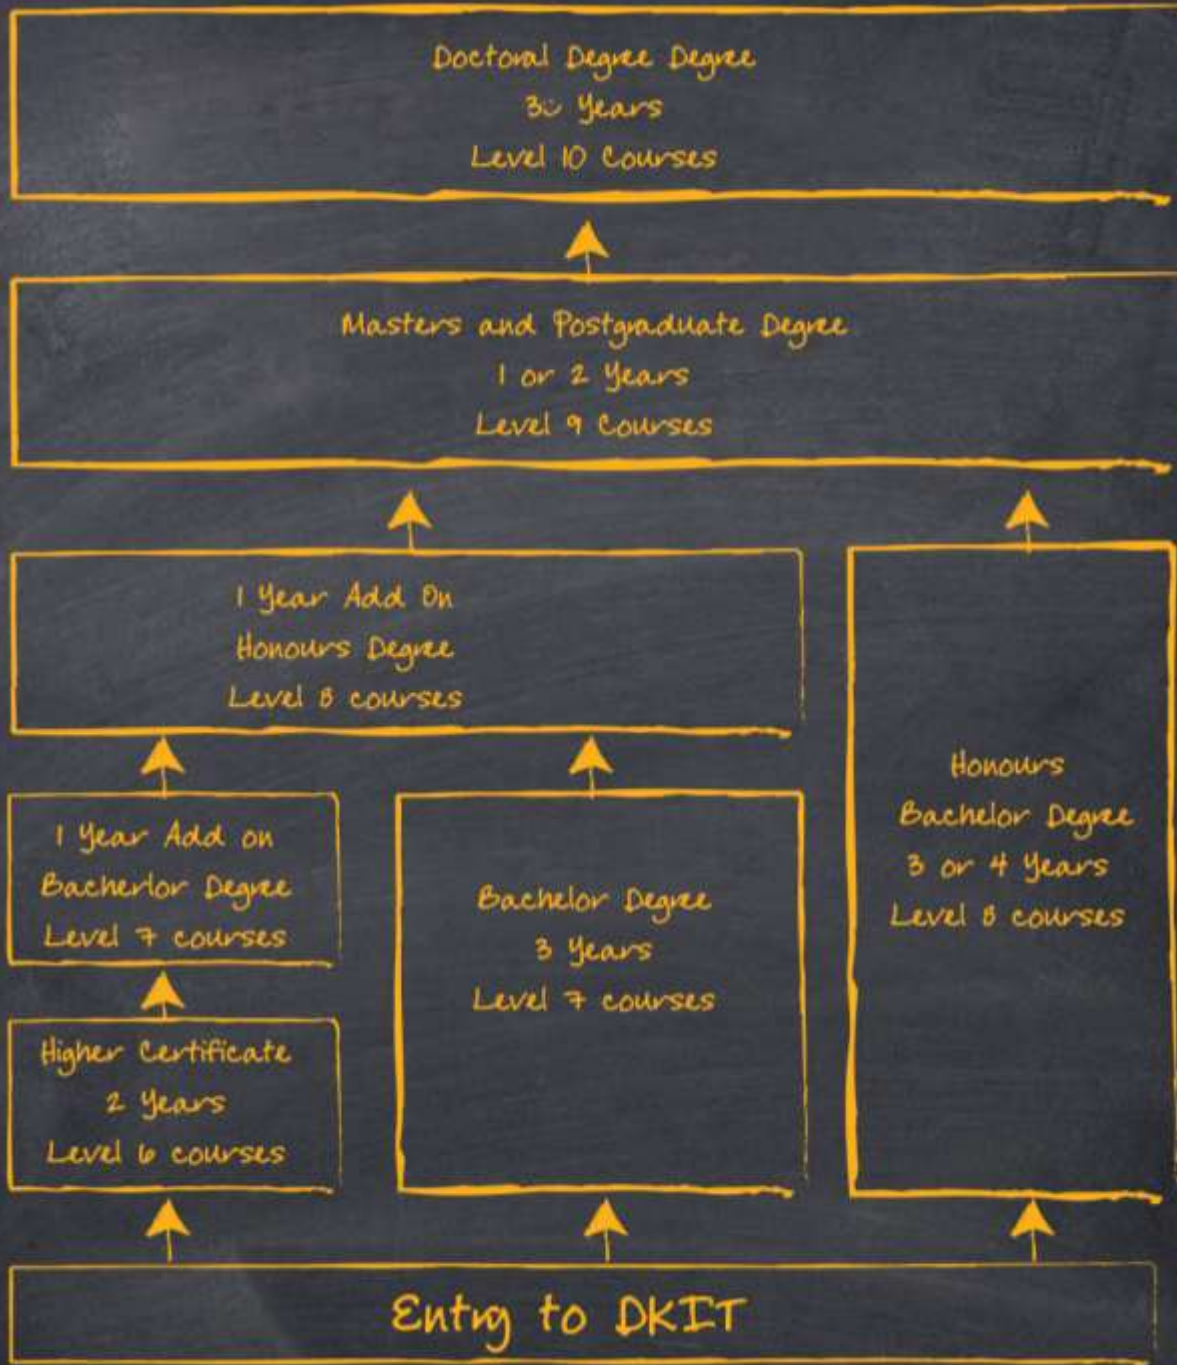 Doctoral Degree Degree
Years
Level 10 Courses
Masters and Postgraduate Degree
1 or 2 Years
Level 9 Courses
1 Year Add On
Honours Degree
Level 8 courses
1 Year Add on
Bacherlor Degree
Level 7 courses
Higher Certificate
2 Years
Level 6 courses
Bachelor Degree
3 Years
Level 7 courses
Honours
Bachelor Degree
3 or 4 Years
Level 8 courses
Entry to DKIT